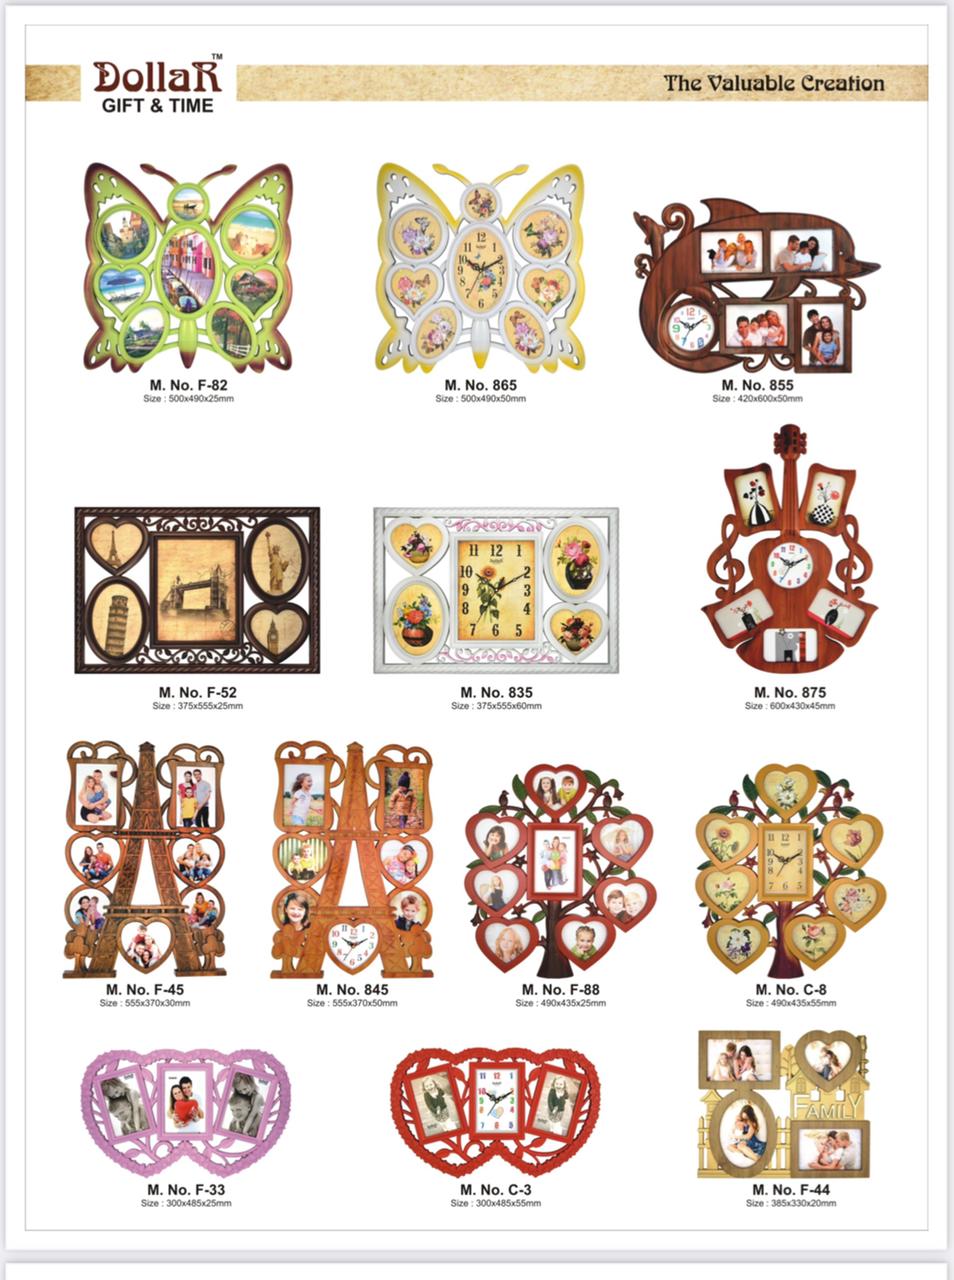 DollaR™
GIFT & TIME
The Valuable Creation
M. No. F-82
Size : 500x490x25mm
M. No. 865
Size : 500x490x50mm
M. No. 855
Size : 420x600x50mm
M. No. F-52
Size : 375x555x25mm
M. No. 835
Size : 375x555x60mm
M. No. 875
Size : 600x430x45mm
M. No. F-45
Size : 555x370x30mm
M. No. 845
Size : 555x370x50mm
M. No. F-88
Size : 490x435x25mm
M. No. C-8
Size : 490x435x55mm
M. No. F-33
Size : 300x485x25mm
M. No. C-3
Size : 300x485x55mm
FAMILY
M. No. F-44
Size : 385x330x20mm